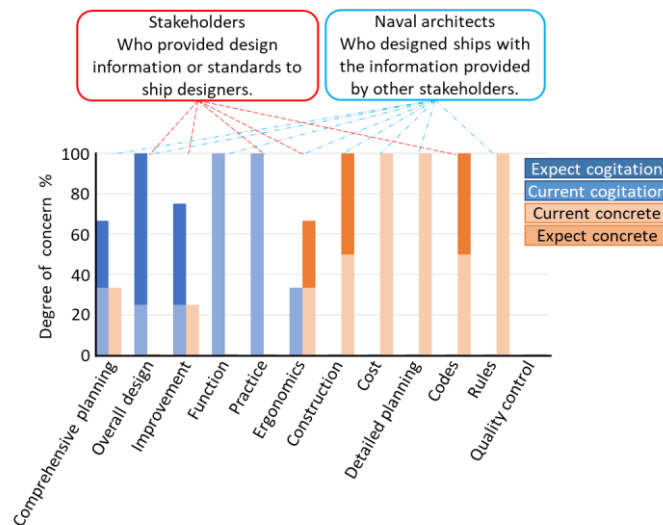 Stakeholders
Who provided design
information or standards to
ship designers.
Naval architects
Who designed ships with
the information provided
by other stakeholders.
Degree of concern %
100
80
60
40
20
0
Expect cogitation
Current cogitation
Current concrete
Expect concrete
Comprehensive planning
Overall design
Improvement
Function
Practice
Ergonomics
Construction
Cost
Detailed planning
Codes
Rules
Quality control